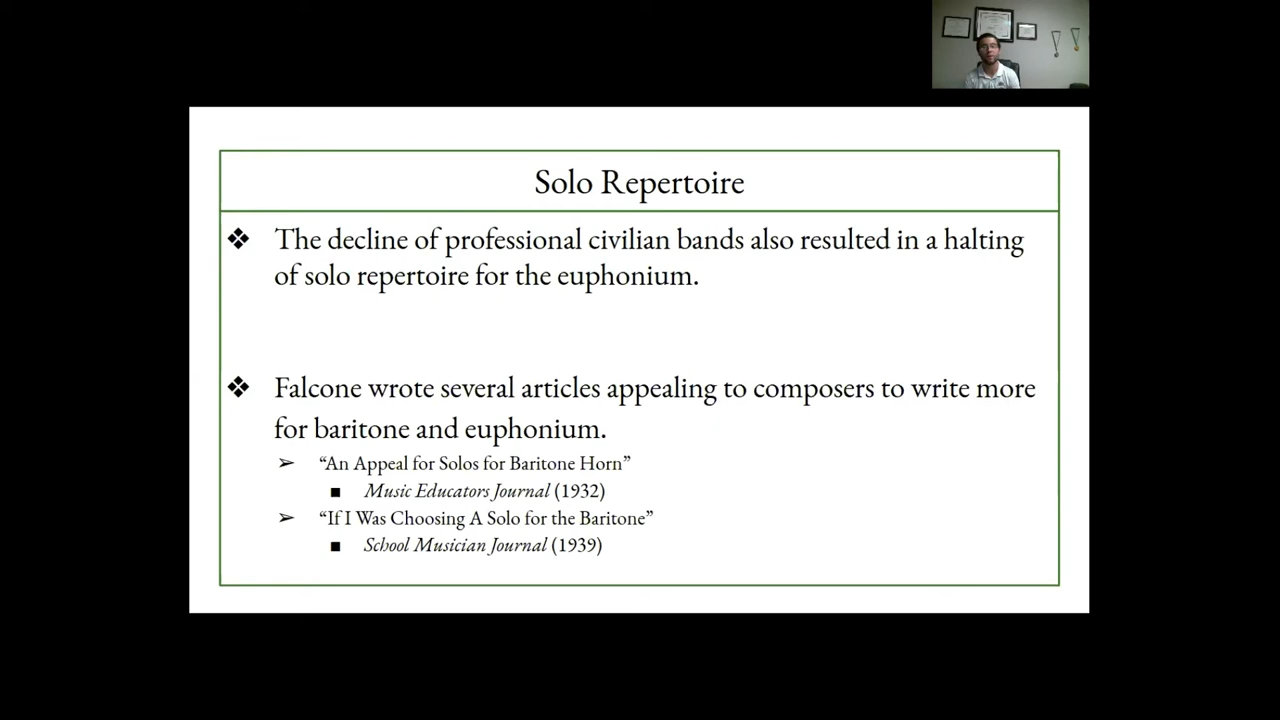 Solo Repertoire
❖ The decline of professional civilian bands also resulted in a halting
of solo repertoire for the euphonium.
❖ Falcone wrote several articles appealing to composers to write more
for baritone and euphonium.
➢ “An Appeal for Solos for Baritone Horn”
■ Music Educators Journal (1932)
➢ “If I Was Choosing A Solo for the Baritone”
■ School Musician Journal (1939)